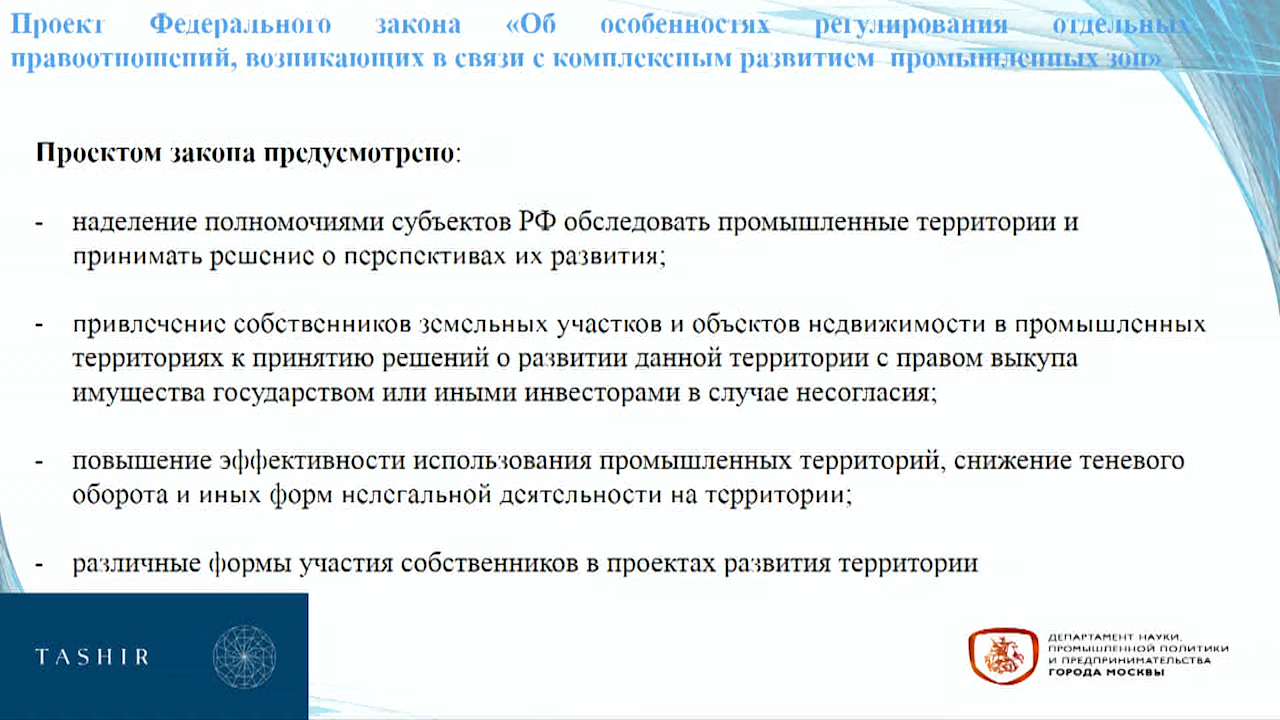 Проект Федерального закона «Об особенностях регулирования отдельных
правоотношений, возникающих в связи с комплексным развитием промышленных зон»
Проектом закона предусмотрено:
- наделение полномочиями субъектов РФ обследовать промышленные территории и
принимать решение о перспективах их развития;
- привлечение собственников земельных участков и объектов недвижимости в промышленных
территориях к принятию решений о развитии данной территории с правом выкупа
имущества государством или иными инвесторами в случае несогласия;
- повышение эффективности использования промышленных территорий, снижение теневого
оборота и иных форм нелегальной деятельности на территории;
- различные формы участия собственников в проектах развития территории
TASHIR
ДЕПАРТАМЕНТ НАУКИ,
ПРОМЫШЛЕННОЙ ПОЛИТИКИ
И ПРЕДПРИНИМАТЕЛЬСТВА
ГОРОДА МОСКВЫ